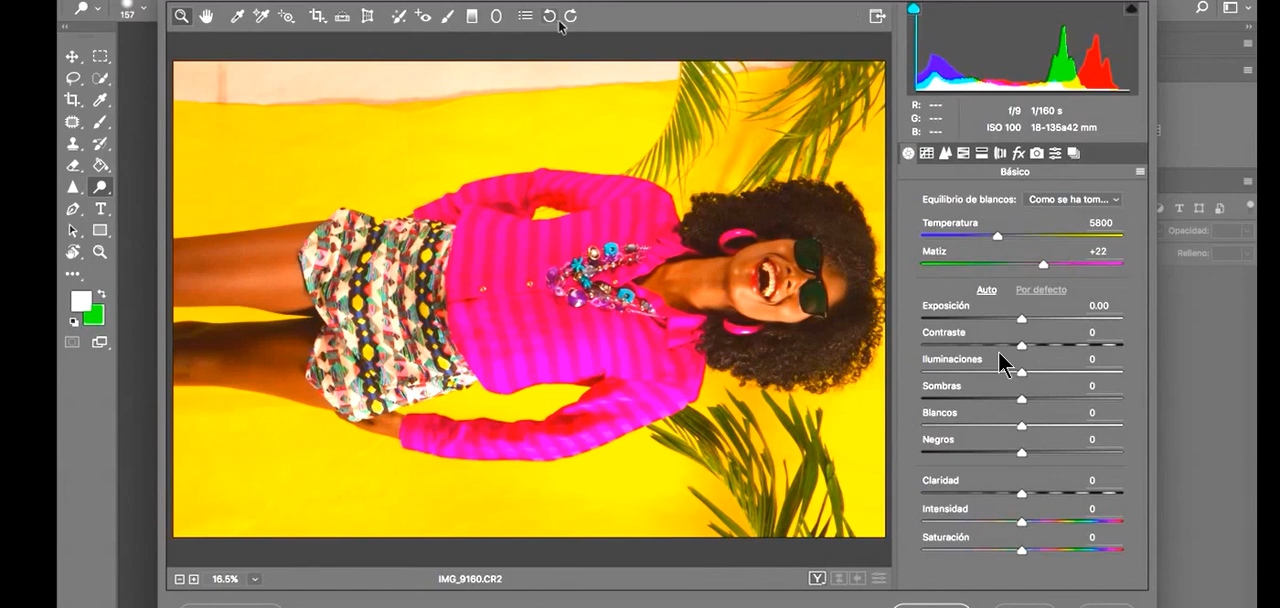 157
R: ---
G: ---
B: ---
f/9 1/160 s
ISO 100 18-135a42 mm
fx
Básico
Equilibrio de blancos: Como se ha tom...
Temperatura 5800
Matiz +22
Auto Por defecto
Exposición 0.00
Contraste 0
Iluminaciones 0
Sombras 0
Blancos 0
Negros 0
Claridad 0
Intensidad 0
Saturación 0
Opacidad:
Relleno:
16.5%
IMG_9160.CR2
Y